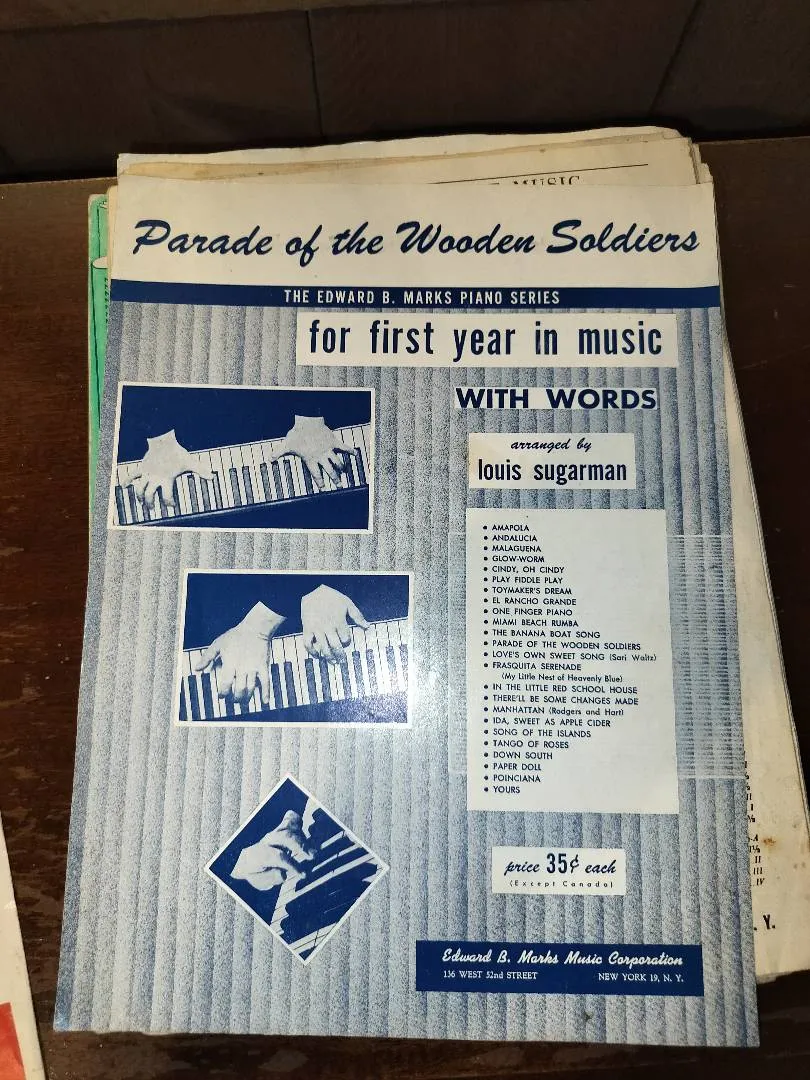 MUSIC
Parade of the Wooden Soldiers
THE EDWARD B. MARKS PIANO SERIES
for first year in music
WITH WORDS
arranged by
louis sugarman
• AMAPOLA
• ANDALUCIA
• MALAGUENA
• GLOW-WORM
• CINDY, OH CINDY
• PLAY FIDDLE PLAY
• TOYMAKER'S DREAM
• EL RANCHO GRANDE
• ONE FINGER PIANO
• MIAMI BEACH RUMBA
• THE BANANA BOAT SONG
• PARADE OF THE WOODEN SOLDIERS
• LOVE'S OWN SWEET SONG (Sari Waltz)
• FRASQUITA SERENADE
(My Little Nest of Heavenly Blue)
• IN THE LITTLE RED SCHOOL HOUSE
• THERE'LL BE SOME CHANGES MADE
• MANHATTAN (Rodgers and Hart)
• IDA, SWEET AS APPLE CIDER
• SONG OF THE ISLANDS
• TANGO OF ROSES
• DOWN SOUTH
• PAPER DOLL
• POINCIANA
• YOURS
price 35¢ each
(Except Canada)
Edward B. Marks Music Corporation
136 WEST 52nd STREET NEW YORK 19, N. Y.
II
III
IV
. Y.